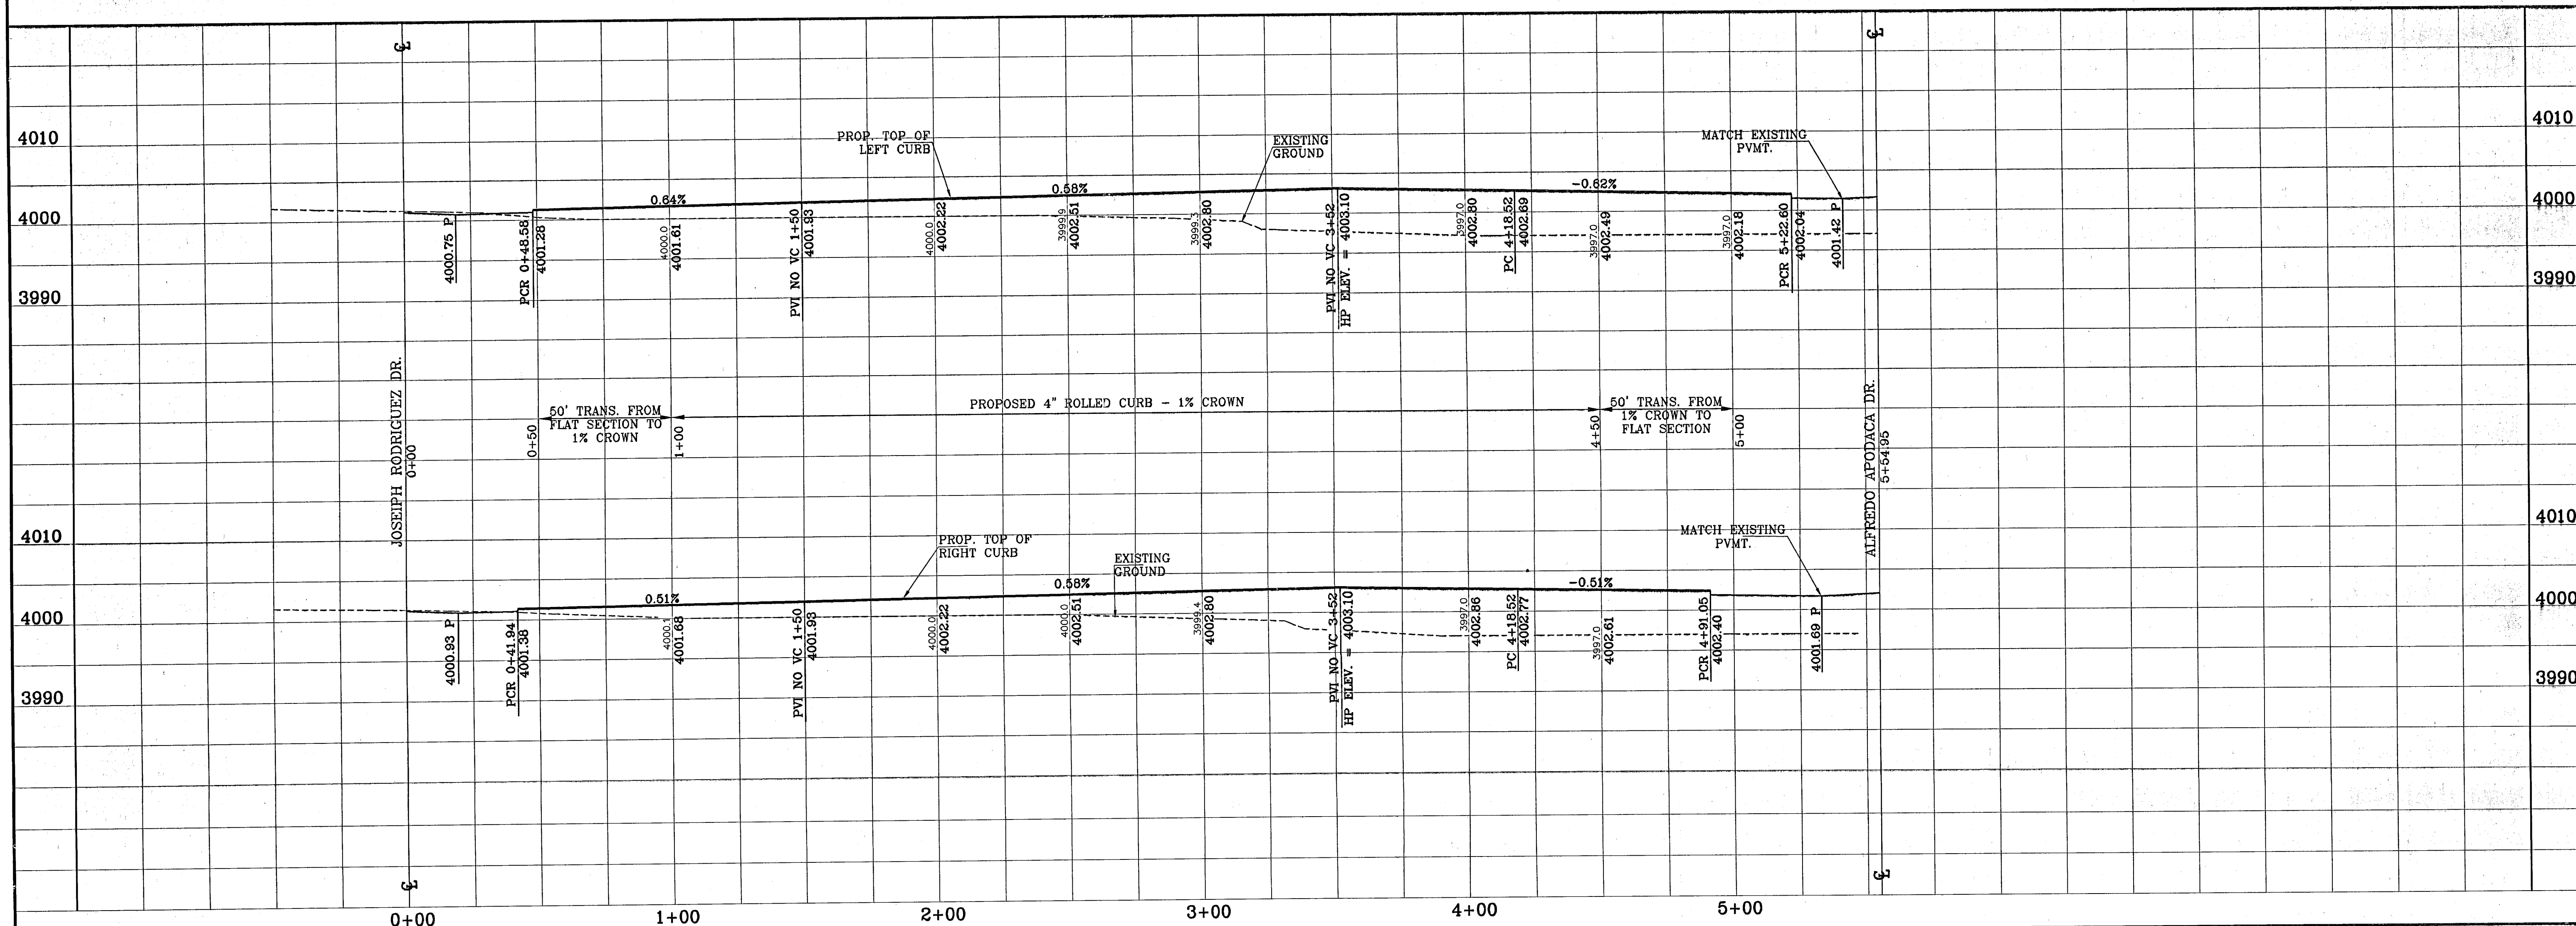 ℄
℄
4010
4010
PROP. TOP OF
LEFT CURB
EXISTING
GROUND
MATCH EXISTING
PVMT.
4000
0.64%
0.58%
-0.62%
4000
4000.75 P
PCR 0+48.58
4001.28
4000.0
4001.61
PVI NO VC 1+50
4001.93
4000.0
4002.22
3999.9
4002.51
3999.3
4002.80
PVI NO VC 3+52
HP ELEV. = 4003.10
3997.0
4002.80
PC 4+18.52
4002.69
3997.0
4002.49
3997.0
4002.18
PCR 5+22.60
4002.04
4001.42 P
3990
3990
JOSEIPH RODRIGUEZ DR.
0+00
0+50
50' TRANS. FROM
FLAT SECTION TO
1% CROWN
1+00
PROPOSED 4" ROLLED CURB - 1% CROWN
4+50
50' TRANS. FROM
1% CROWN TO
FLAT SECTION
5+00
ALFREDO APODACA DR.
5+54.95
4010
4010
PROP. TOP OF
RIGHT CURB
EXISTING
GROUND
MATCH EXISTING
PVMT.
4000
0.51%
0.58%
-0.51%
4000
4000.93 P
PCR 0+41.94
4001.38
4000.1
4001.68
PVI NO VC 1+50
4001.93
4000.0
4002.22
4000.0
4002.51
3999.4
4002.80
PVI NO VC 3+52
HP ELEV. = 4003.10
3997.0
4002.86
PC 4+18.52
4002.77
3997.0
4002.61
PCR 4+91.05
4002.40
4001.69 P
3990
3990
℄
℄
0+00
1+00
2+00
3+00
4+00
5+00